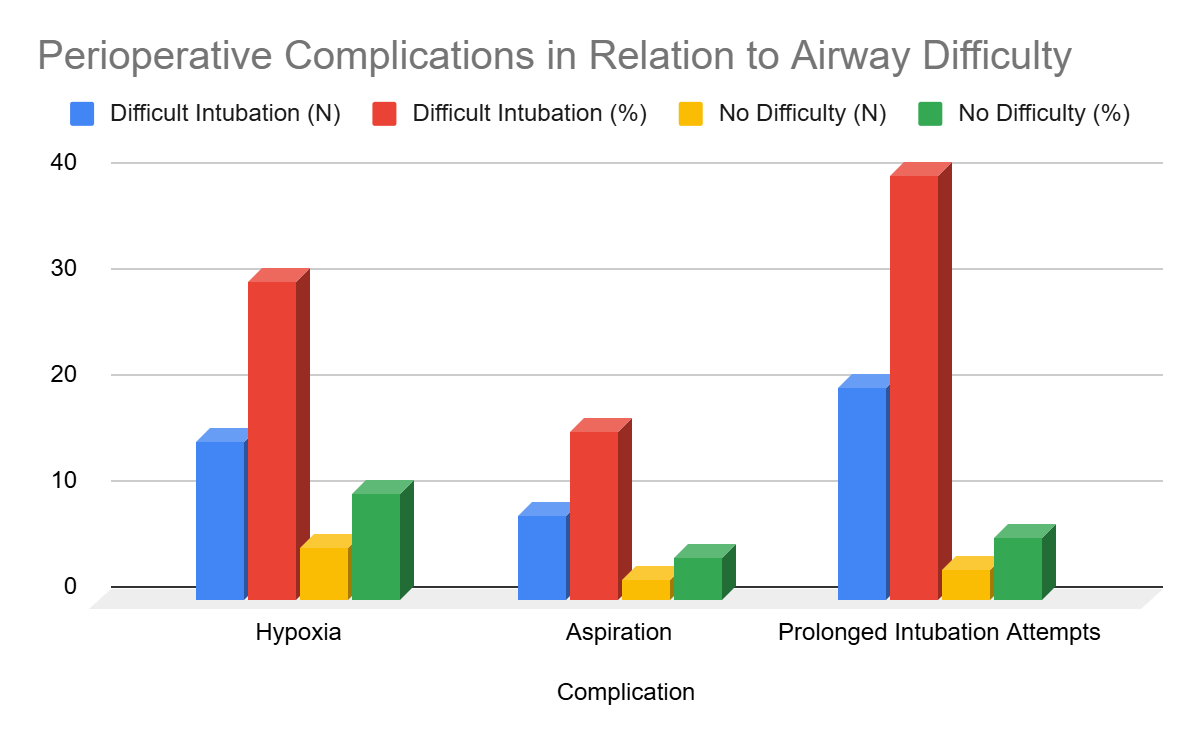 Perioperative Complications in Relation to Airway Difficulty
Difficult Intubation (N) Difficult Intubation (%) No Difficulty (N) No Difficulty (%)
40
30
20
10
0
Hypoxia Aspiration Prolonged Intubation Attempts
Complication